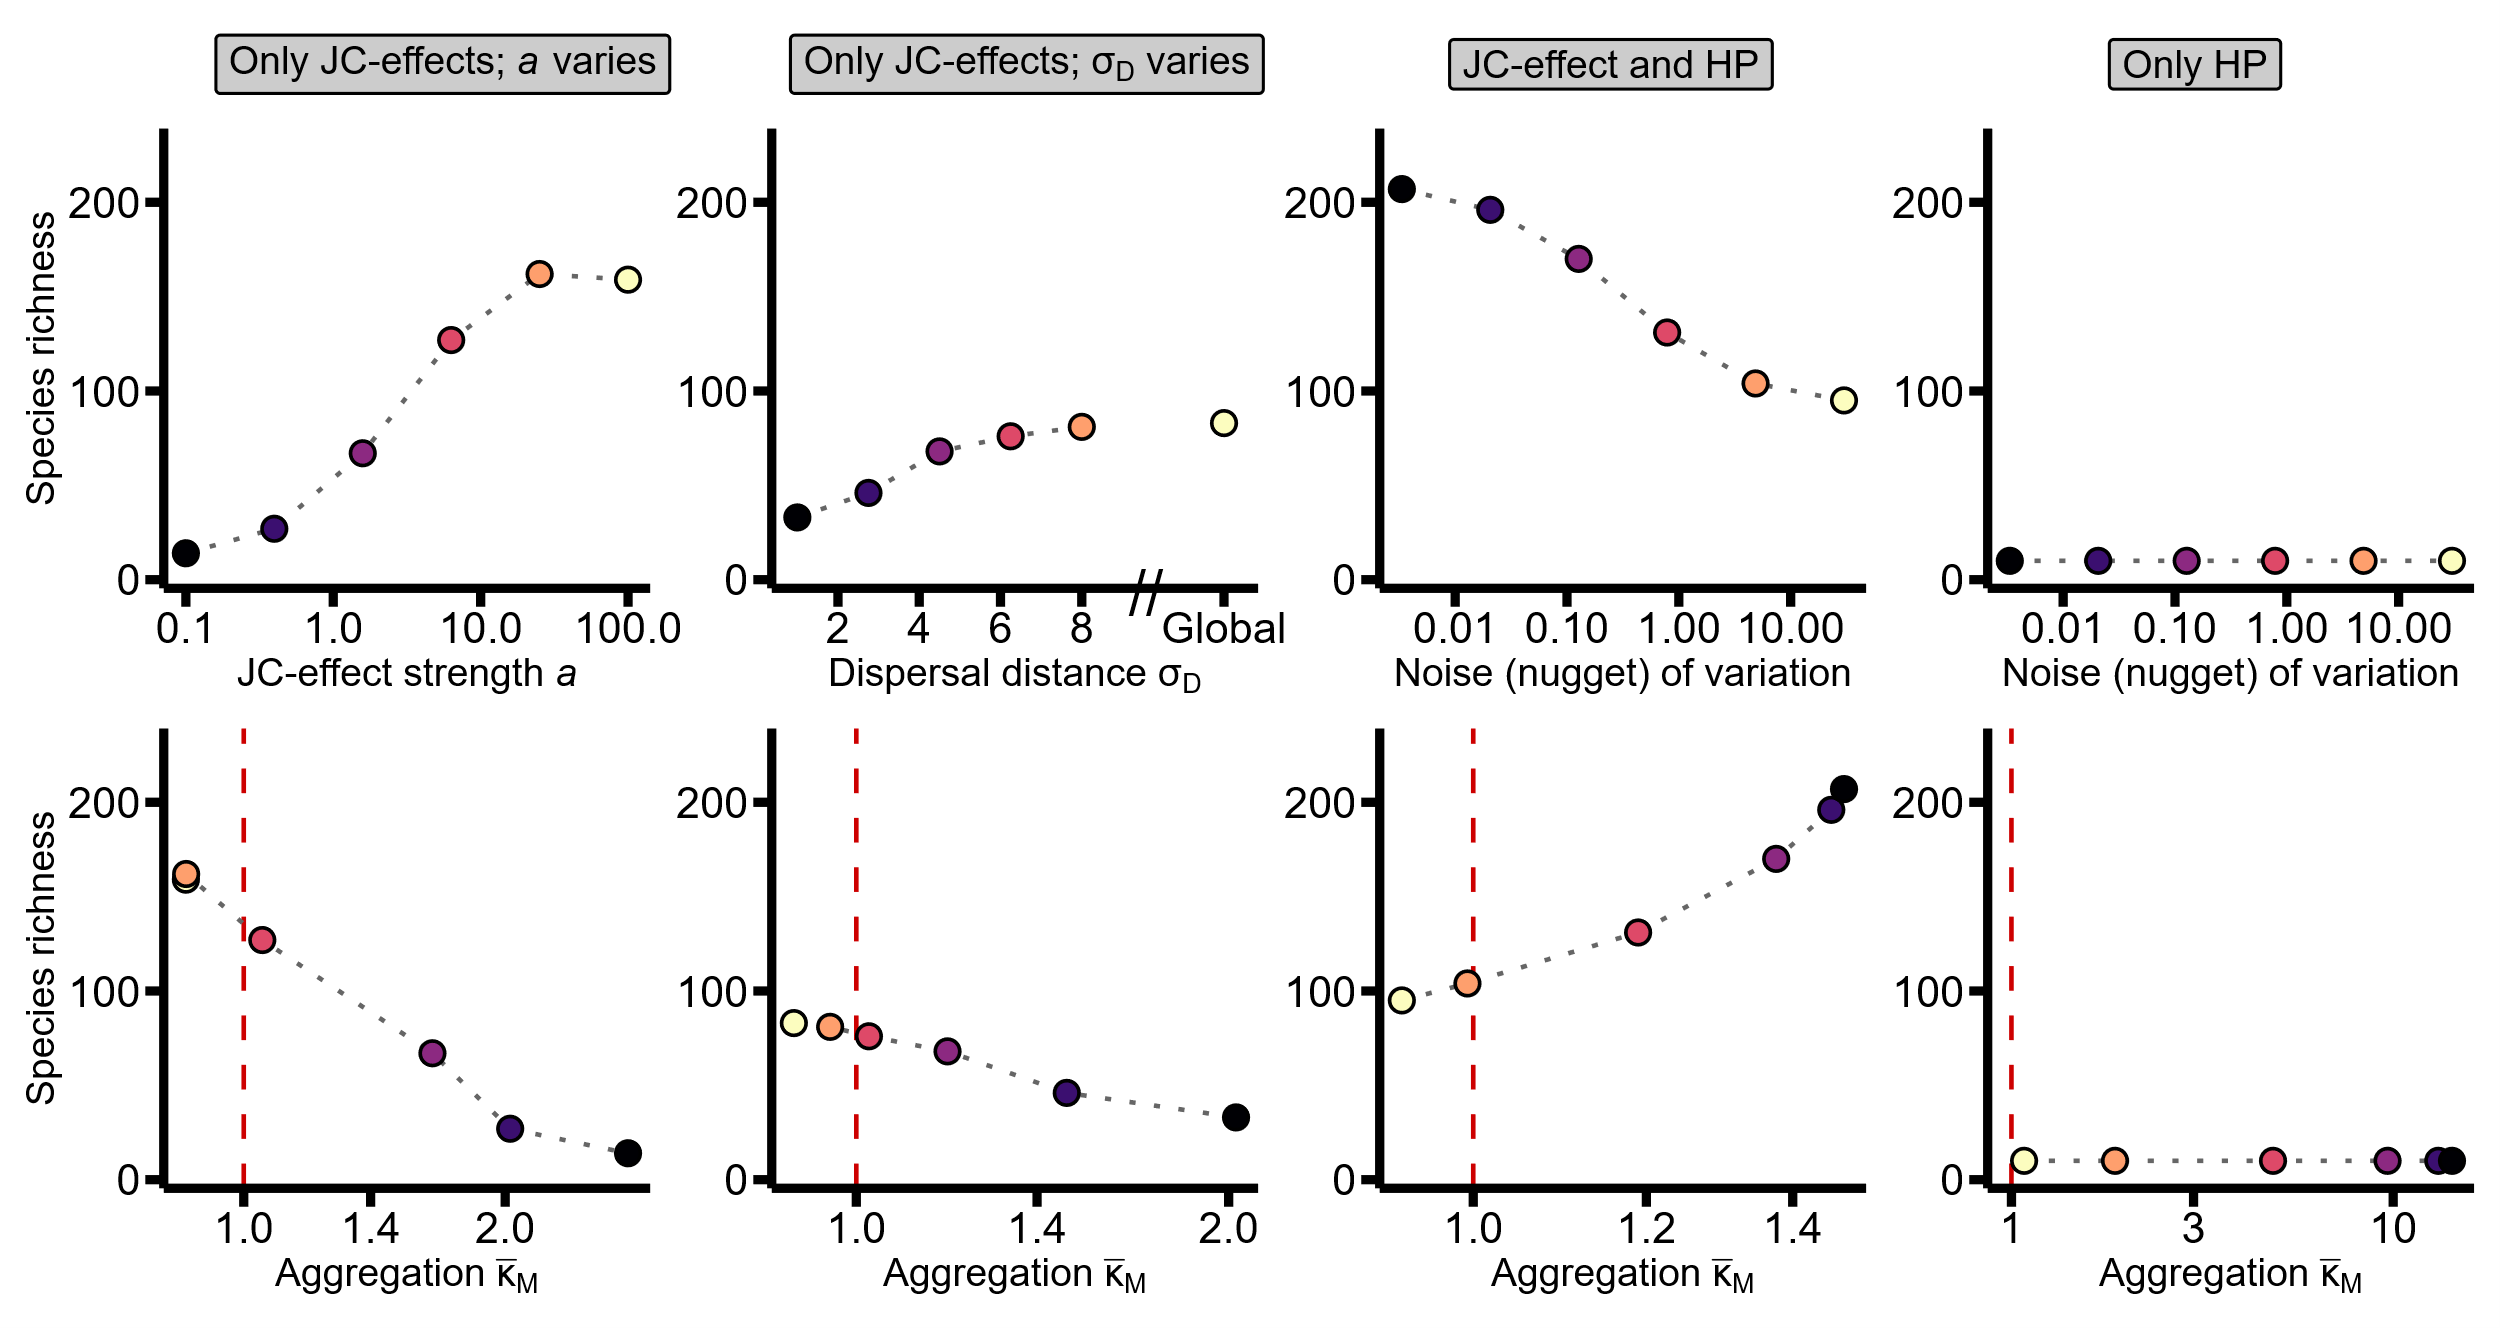 Only JC-effects; a varies
Only JC-effects; σD varies
JC-effect and HP
Only HP
Species richness
200
100
0
0.1 1.0 10.0 100.0
JC-effect strength a
200
100
0
2 4 6 8 Global
Dispersal distance σD
200
100
0
0.01 0.10 1.00 10.00
Noise (nugget) of variation
200
100
0
0.01 0.10 1.00 10.00
Noise (nugget) of variation
Species richness
200
100
0
1.0 1.4 2.0
Aggregation κ̅M
200
100
0
1.0 1.4 2.0
Aggregation κ̅M
200
100
0
1.0 1.2 1.4
Aggregation κ̅M
200
100
0
1 3 10
Aggregation κ̅M